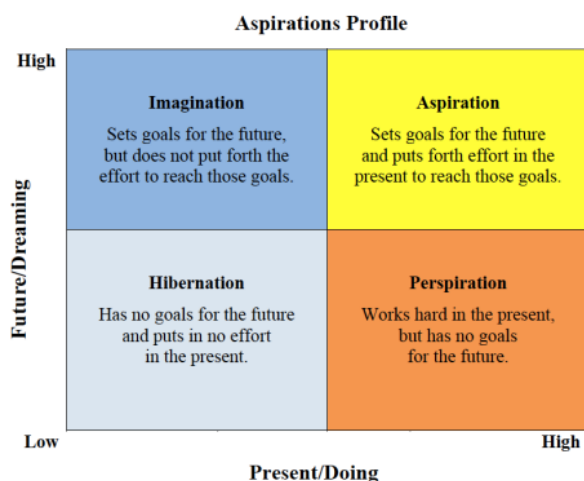 Aspirations Profile
High
Imagination
Sets goals for the future,
but does not put forth the
effort to reach those goals.
Aspiration
Sets goals for the future
and puts forth effort in the
present to reach those goals.
Future/Dreaming
Hibernation
Has no goals for the future
and puts in no effort
in the present.
Perspiration
Works hard in the present,
but has no goals
for the future.
Low
High
Present/Doing